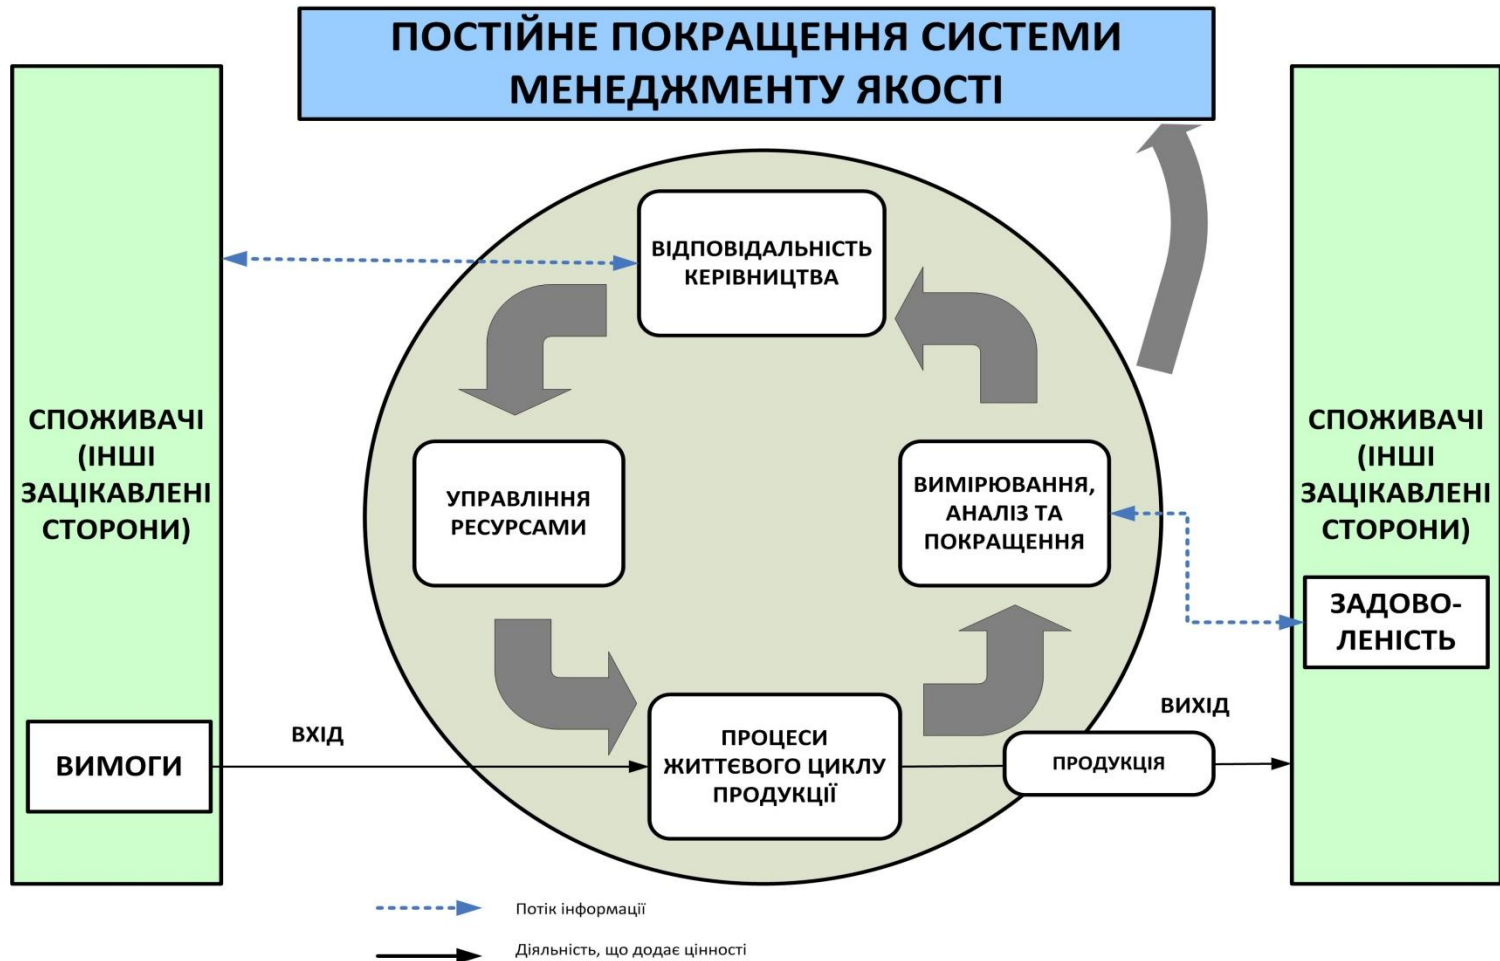 ПОСТІЙНЕ ПОКРАЩЕННЯ СИСТЕМИ
МЕНЕДЖМЕНТУ ЯКОСТІ
СПОЖИВАЧІ
(ІНШІ
ЗАЦІКАВЛЕНІ
СТОРОНИ)
ВИМОГИ
ВХІД
ВІДПОВІДАЛЬНІСТЬ
КЕРІВНИЦТВА
УПРАВЛІННЯ
РЕСУРСАМИ
ВИМІРЮВАННЯ,
АНАЛІЗ ТА
ПОКРАЩЕННЯ
ПРОЦЕСИ
ЖИТТЄВОГО ЦИКЛУ
ПРОДУКЦІЇ
ВИХІД
ПРОДУКЦІЯ
СПОЖИВАЧІ
(ІНШІ
ЗАЦІКАВЛЕНІ
СТОРОНИ)
ЗАДОВО-
ЛЕНІСТЬ
Потік інформації
Діяльність, що додає цінності